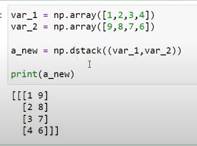 var_1 = np.array([1,2,3,4])
var_2 = np.array([9,8,7,6])
a_new = np.dstack((var_1,var_2))
print(a_new)
[[[1 9]
[2 8]
[3 7]
[4 6]]]